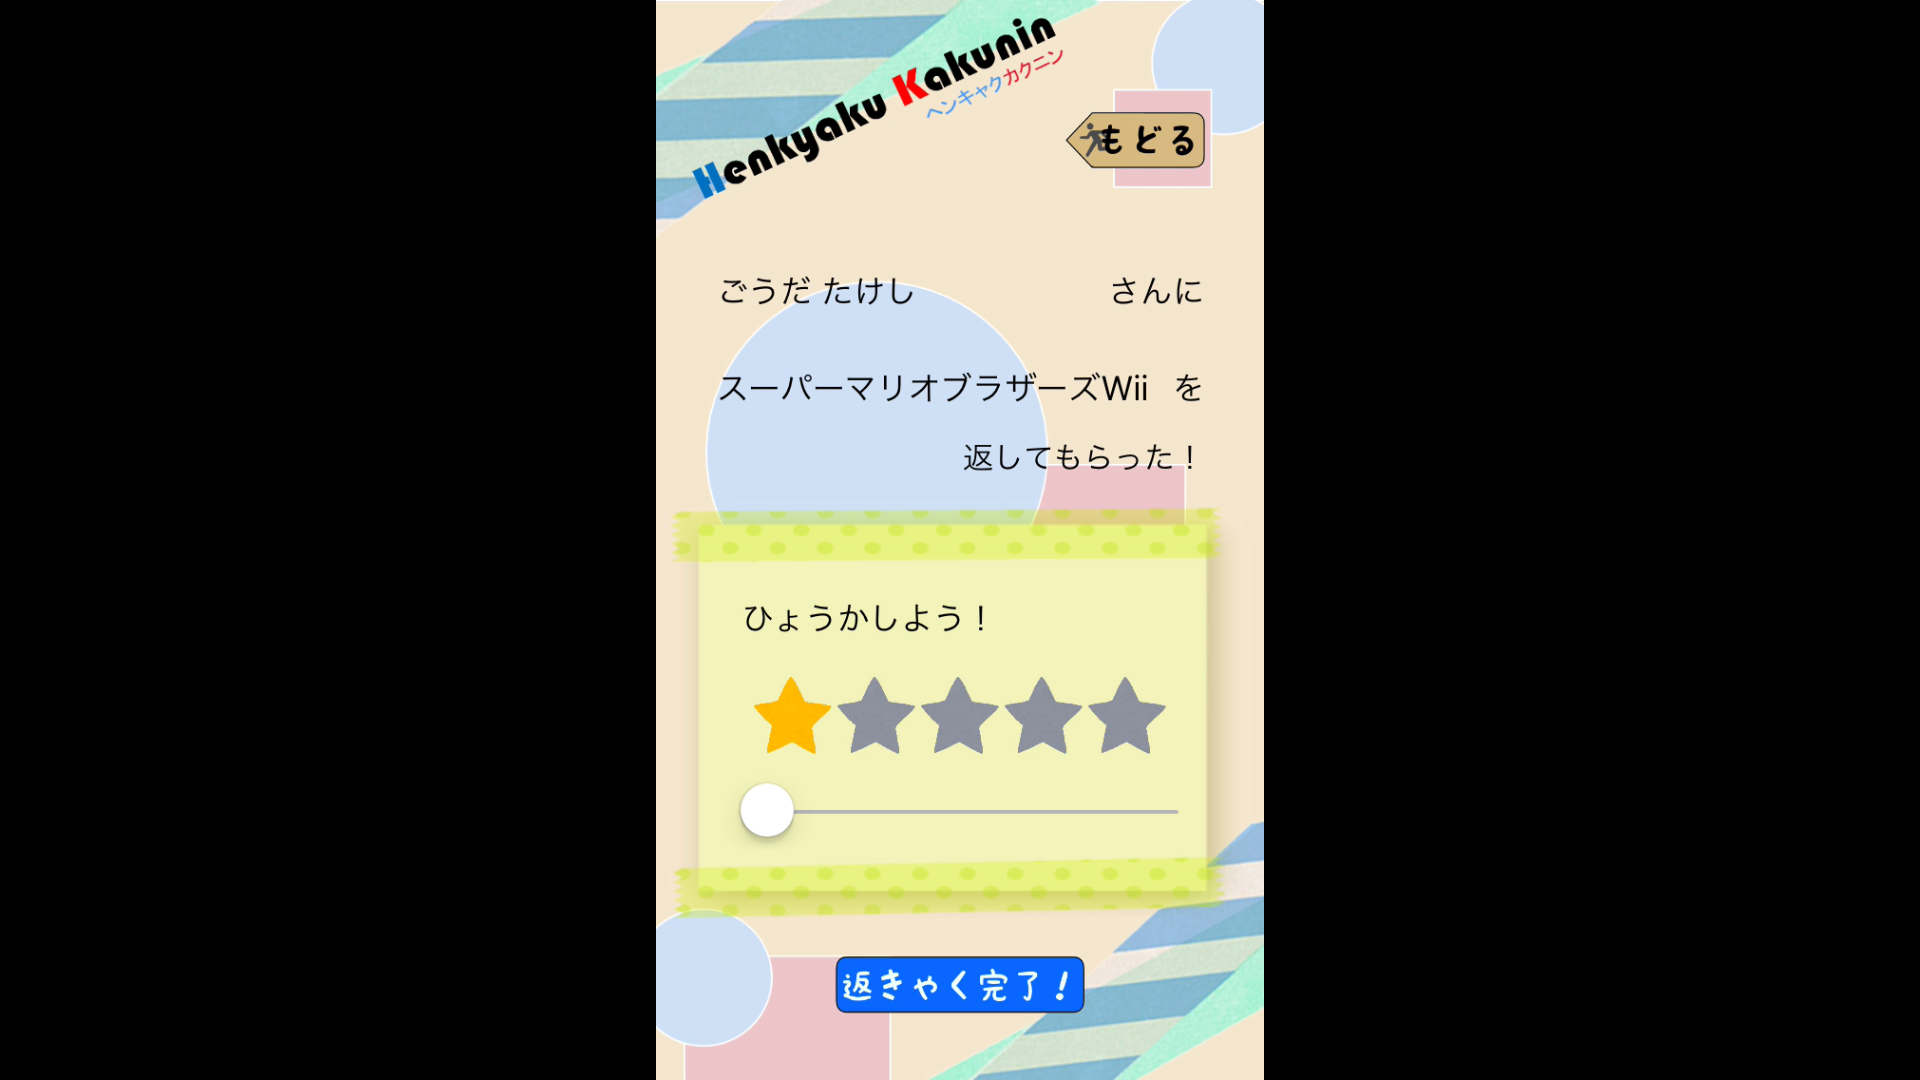 Henkyaku Kakunin
ヘンキャクカクニン
もどる
ごうだ たけし さんに
スーパーマリオブラザーズWii を
返してもらった！
ひょうかしよう！
返きゃく完了！